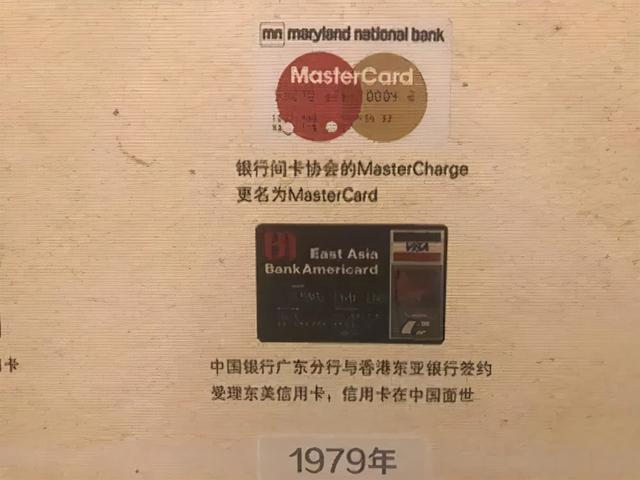 mn maryland national bank
MasterCard
0004
银行间卡协会的MasterCharge
更名为MasterCard
East Asia
BankAmericard
VISA
卡
中国银行广东分行与香港东亚银行签约
受理东美信用卡，信用卡在中国面世
1979年